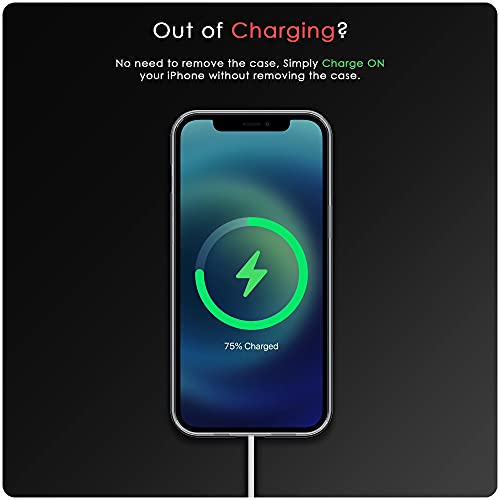 Out of Charging?
No need to remove the case, Simply Charge ON
your iPhone without removing the case.
75% Charged